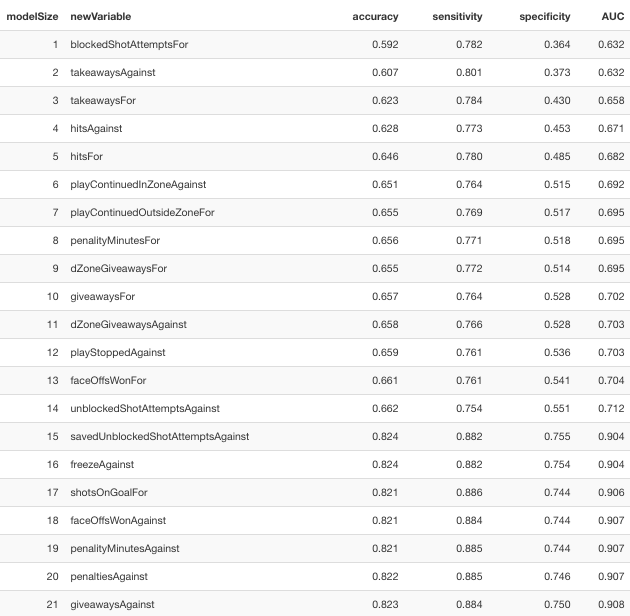 modelSize newVariable accuracy sensitivity specificity AUC
1 blockedShotAttemptsFor 0.592 0.782 0.364 0.632
2 takeawaysAgainst 0.607 0.801 0.373 0.632
3 takeawaysFor 0.623 0.784 0.430 0.658
4 hitsAgainst 0.628 0.773 0.453 0.671
5 hitsFor 0.646 0.780 0.485 0.682
6 playContinuedInZoneAgainst 0.651 0.764 0.515 0.692
7 playContinuedOutsideZoneFor 0.655 0.769 0.517 0.695
8 penalityMinutesFor 0.656 0.771 0.518 0.695
9 dZoneGiveawaysFor 0.655 0.772 0.514 0.695
10 giveawaysFor 0.657 0.764 0.528 0.702
11 dZoneGiveawaysAgainst 0.658 0.766 0.528 0.703
12 playStoppedAgainst 0.659 0.761 0.536 0.703
13 faceOffsWonFor 0.661 0.761 0.541 0.704
14 unblockedShotAttemptsAgainst 0.662 0.754 0.551 0.712
15 savedUnblockedShotAttemptsAgainst 0.824 0.882 0.755 0.904
16 freezeAgainst 0.824 0.882 0.754 0.904
17 shotsOnGoalFor 0.821 0.886 0.744 0.906
18 faceOffsWonAgainst 0.821 0.884 0.744 0.907
19 penalityMinutesAgainst 0.821 0.885 0.744 0.907
20 penaltiesAgainst 0.822 0.885 0.746 0.907
21 giveawaysAgainst 0.823 0.884 0.750 0.908